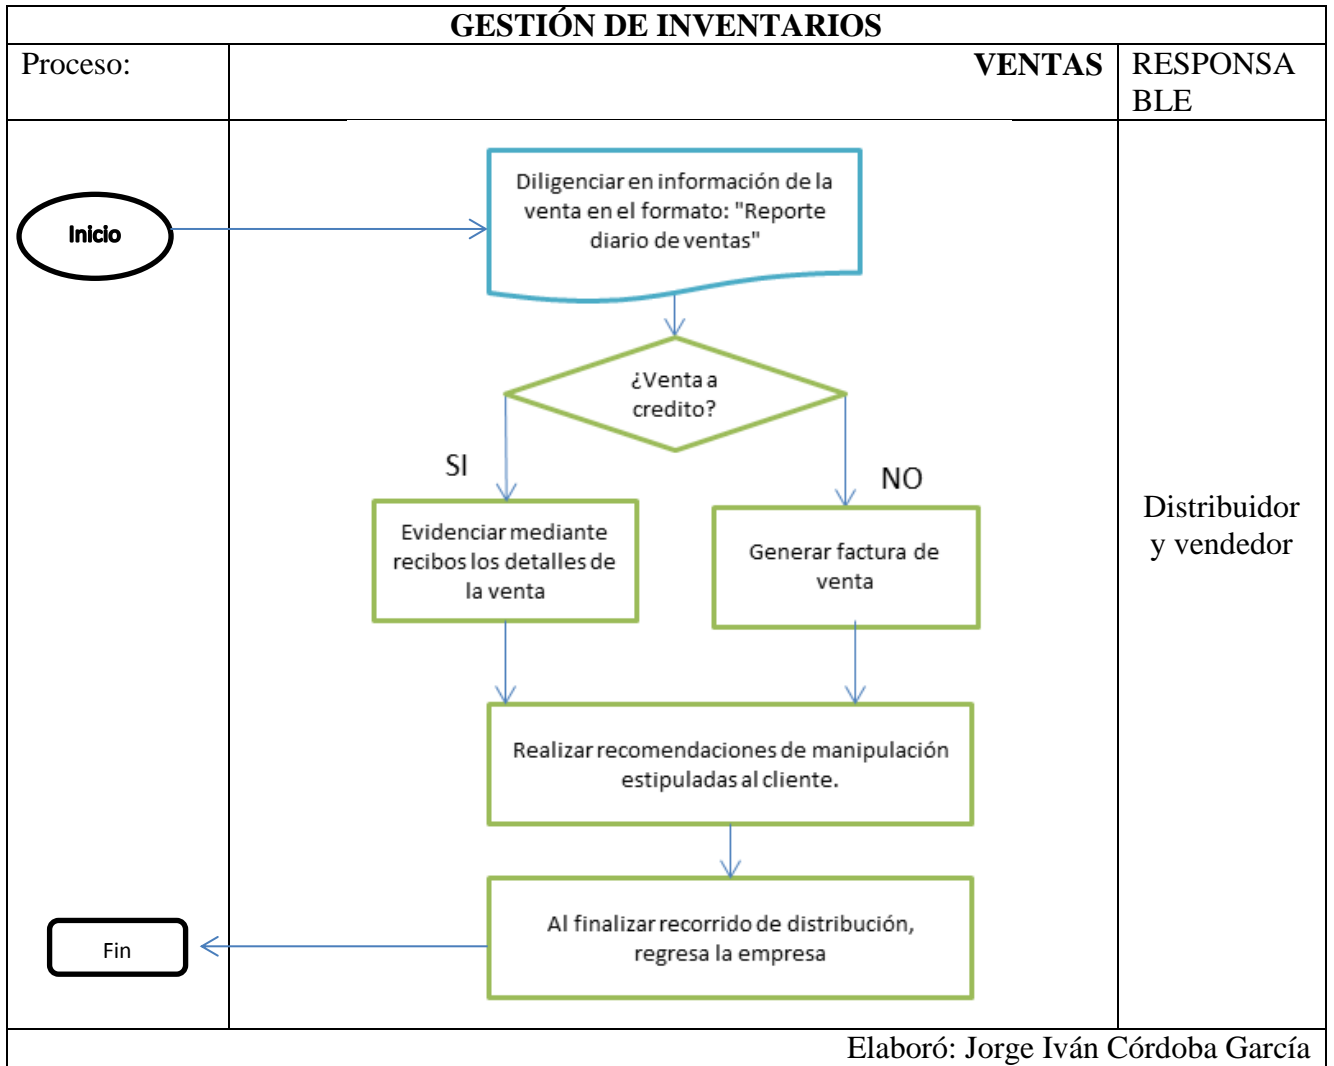 GESTIÓN DE INVENTARIOS
Proceso:
VENTAS
RESPONSA
BLE
Inicio
Diligenciar en información de la
venta en el formato: "Reporte
diario de ventas"
¿Venta a
credito?
SI
NO
Evidenciar mediante
recibos los detalles de
la venta
Generar factura de
venta
Distribuidor
y vendedor
Realizar recomendaciones de manipulación
estipuladas al cliente.
Al finalizar recorrido de distribución,
regresa la empresa
Fin
Elaboró: Jorge Iván Córdoba García